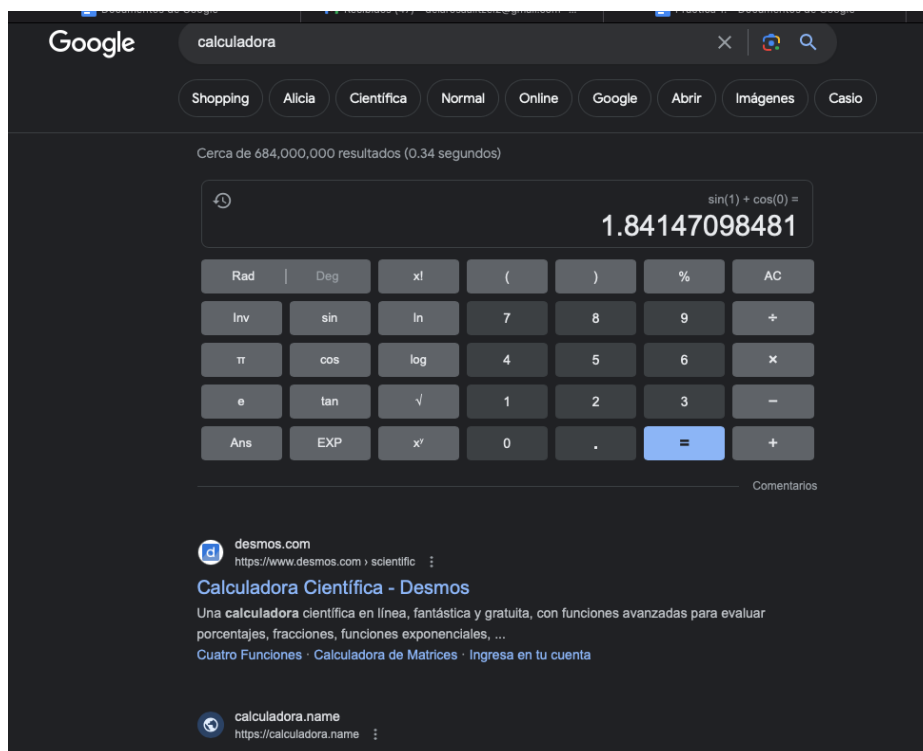 Documentos de Google
Google calculadora
Shopping Alicia Científica Normal Online Google Abrir Imágenes Casio
Cerca de 684,000,000 resultados (0.34 segundos)
sin(1) + cos(0) =
1.84147098481
Rad | Deg x! ( ) % AC
Inv sin ln 7 8 9 ÷
π cos log 4 5 6 ×
e tan √ 1 2 3 −
Ans EXP xʸ 0 . = +
Comentarios
desmos.com
https://www.desmos.com › scientific
Calculadora Científica - Desmos
Una calculadora científica en línea, fantástica y gratuita, con funciones avanzadas para evaluar
porcentajes, fracciones, funciones exponenciales, ...
Cuatro Funciones · Calculadora de Matrices · Ingresa en tu cuenta
calculadora.name
https://calculadora.name